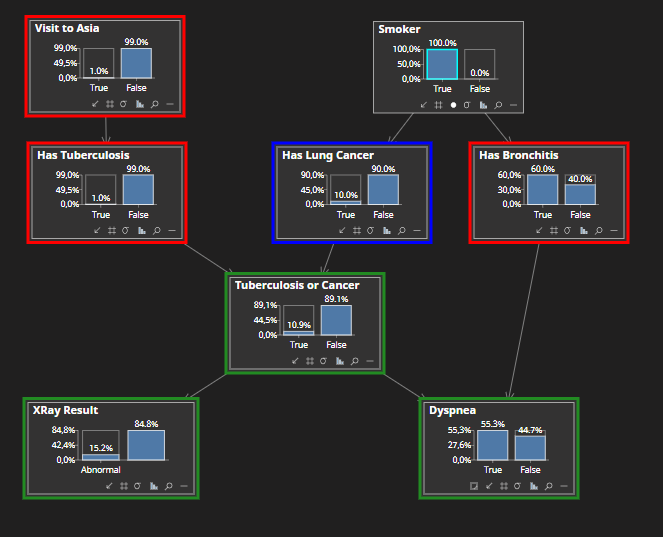 Visit to Asia
99,0%
49,5%
0,0%
1.0%
99.0%
True False
Smoker
100,0%
50,0%
0,0%
100.0%
0.0%
True False
Has Tuberculosis
99,0%
49,5%
0,0%
1.0%
99.0%
True False
Has Lung Cancer
90,0%
45,0%
0,0%
10.0%
90.0%
True False
Has Bronchitis
60,0%
30,0%
0,0%
60.0%
40.0%
True False
Tuberculosis or Cancer
89,1%
44,5%
0,0%
10.9%
89.1%
True False
XRay Result
84,8%
42,4%
0,0%
15.2%
84.8%
Abnormal
Dyspnea
55,3%
27,6%
0,0%
55.3%
44.7%
True False